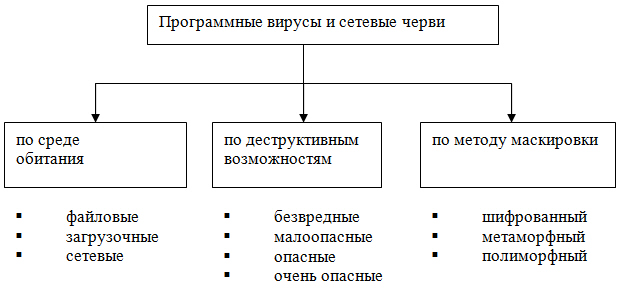 Программные вирусы и сетевые черви
по среде
обитания
по деструктивным
возможностям
по методу маскировки
▪ файловые
▪ загрузочные
▪ сетевые
▪ безвредные
▪ малоопасные
▪ опасные
▪ очень опасные
▪ шифрованный
▪ метаморфный
▪ полиморфный